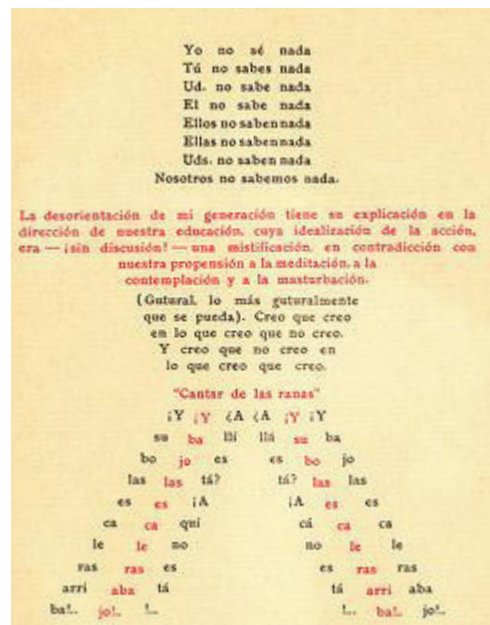 Yo no sé nada
Tú no sabes nada
Ud. no sabe nada
El no sabe nada
Ellos no saben nada
Ellas no saben nada
Uds. no saben nada
Nosotros no sabemos nada.
La desorientación de mi generación tiene su explicación en la
dirección de nuestra educación, cuya idealización de la acción,
era — ¡sin discusión! — una mistificación, en contradicción con
nuestra propensión a la meditación, a la
contemplación y a la masturbación.
(Gutural, lo más guturalmente
que se pueda). Creo que creo
en lo que creo que no creo.
Y creo que no creo en
lo que creo que creo.
"Cantar de las ranas"
¡Y ¡Y ¿A ¿A ¡Y ¡Y
su ba llí llá su ba
bo jo es es bo jo
las las tá? tá? las las
es es ¡A ¡A es es
ca ca quí cá ca ca
le le no no le le
ras ras es es ras ras
arri aba tá tá arri aba
ba!.. jo!.. !... !... ba!.. jo!..